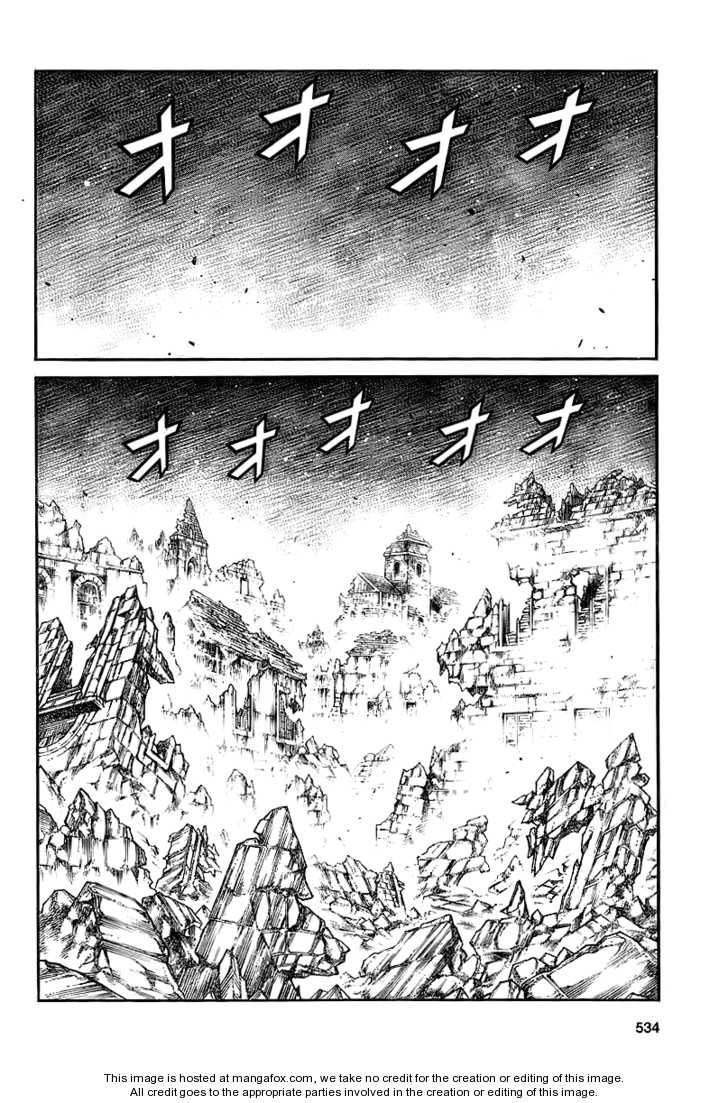 オオオオ
オオオオオ
534
This image is hosted at mangafox.com, we take no credit for the creation or editing of this image.
All credit goes to the appropriate parties involved in the creation or editing of this image.